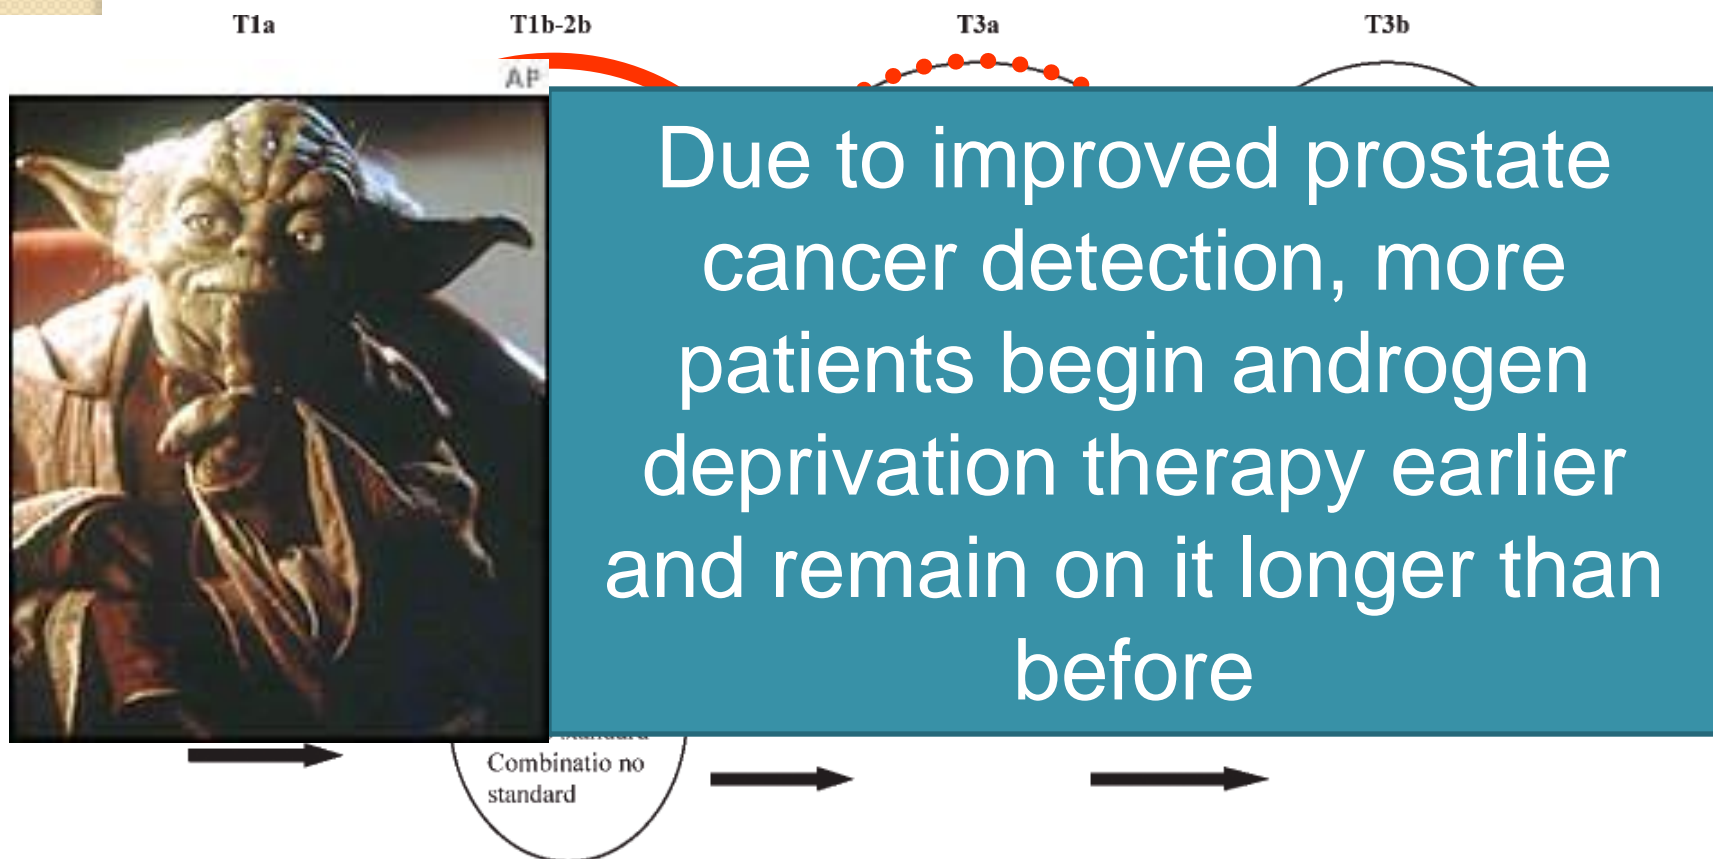 T1a T1b-2b T3a T3b
AP
Due to improved prostate
cancer detection, more
patients begin androgen
deprivation therapy earlier
and remain on it longer than
before
standard
Combinatio no
standard